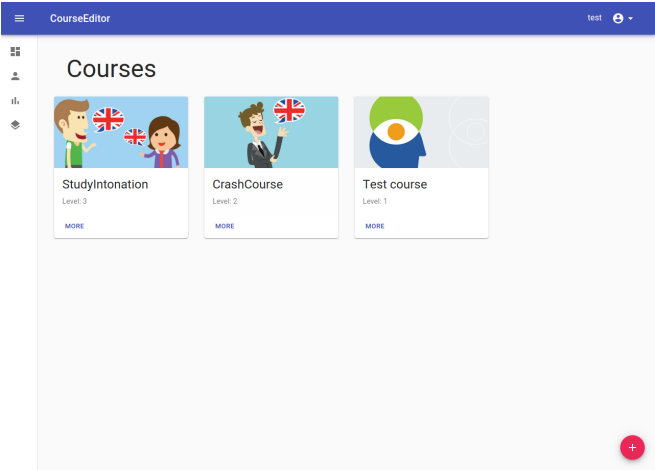 CourseEditor
test
Courses
StudyIntonation
Level: 3
MORE
CrashCourse
Level: 2
MORE
Test course
Level: 1
MORE